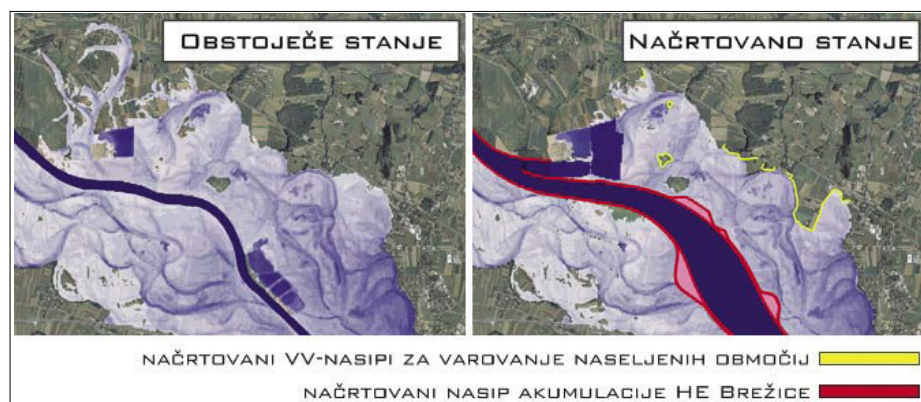 OBSTOJEČE STANJE
NAČRTOVANO STANJE
NAČRTOVANI VV-NASIPI ZA VAROVANJE NASELJENIH OBMOČIJ
NAČRTOVANI NASIP AKUMULACIJE HE BREŽICE